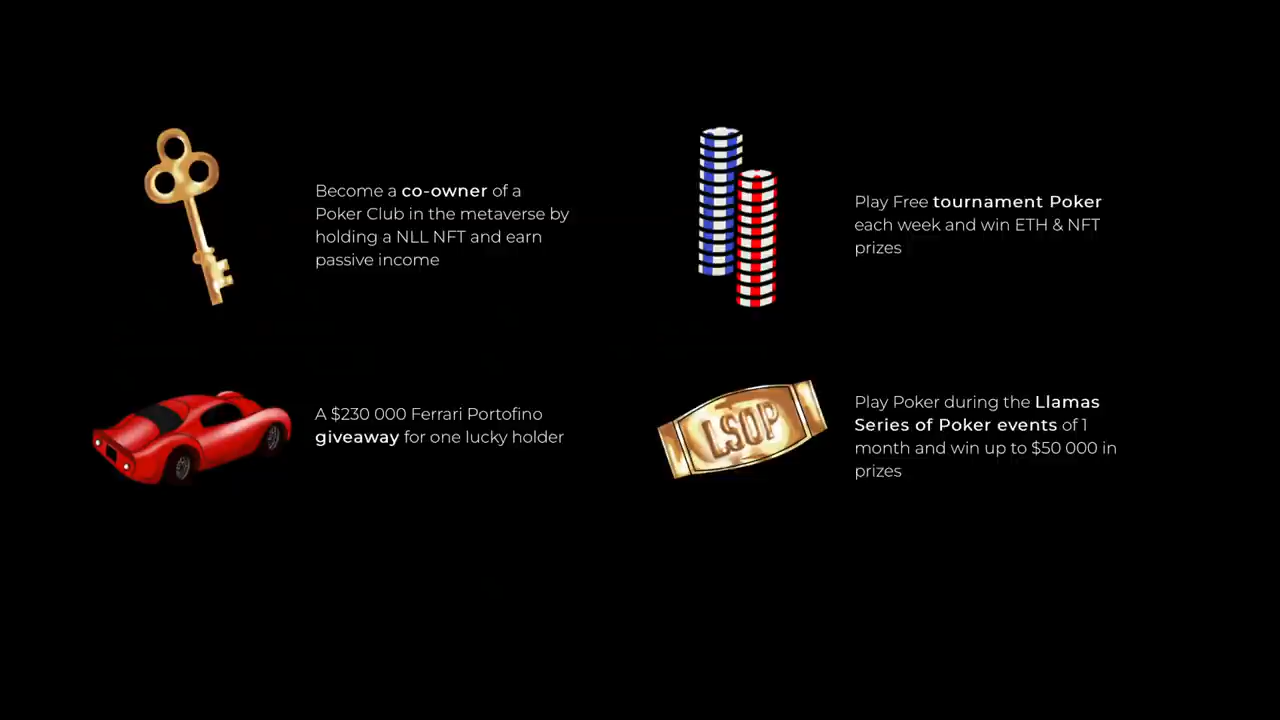 Become a co-owner of a
Poker Club in the metaverse by
holding a NLL NFT and earn
passive income
Play Free tournament Poker
each week and win ETH & NFT
prizes
A $230 000 Ferrari Portofino
giveaway for one lucky holder
LSOP
Play Poker during the Llamas
Series of Poker events of 1
month and win up to $50 000 in
prizes